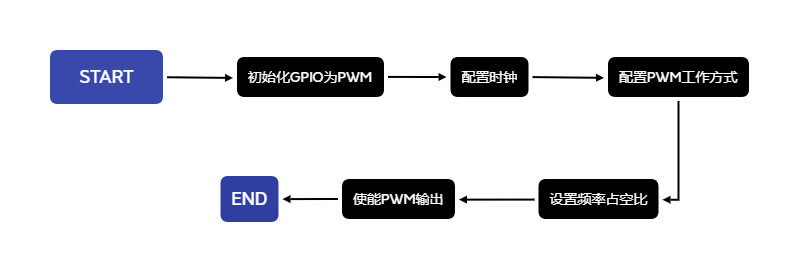 START
初始化GPIO为PWM
配置时钟
配置PWM工作方式
设置频率占空比
使能PWM输出
END